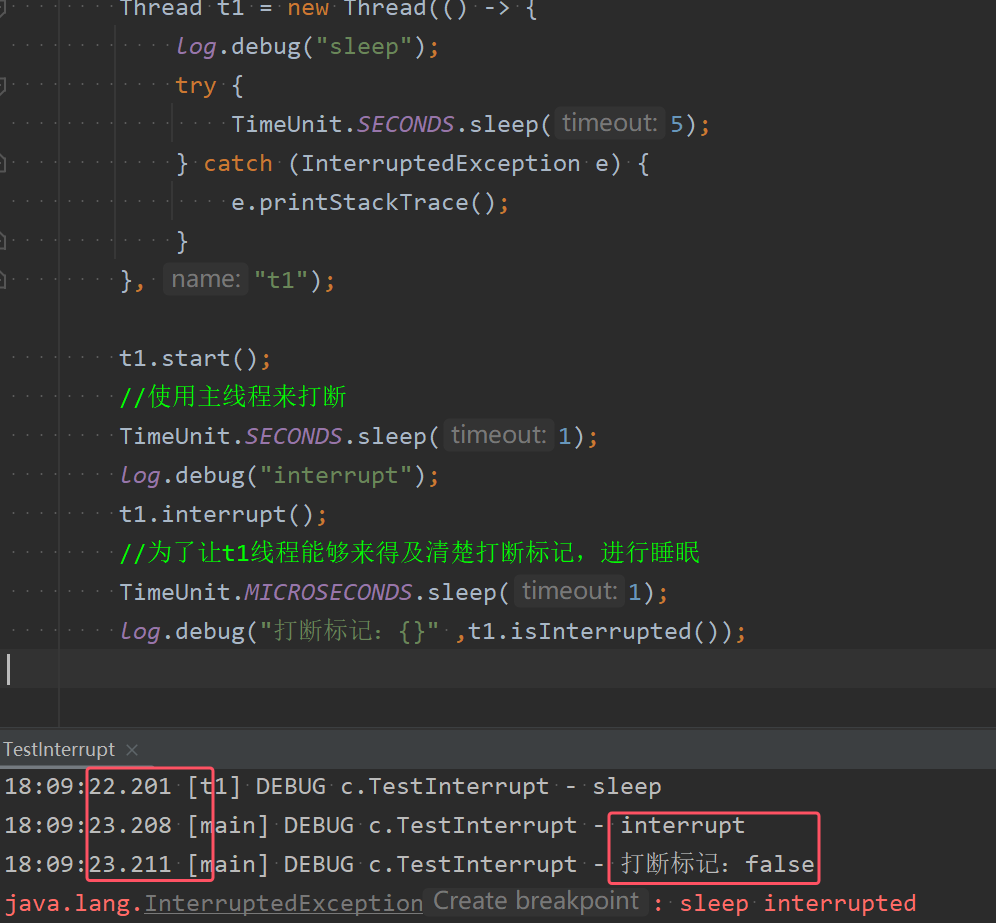 Thread t1 = new Thread(() -> {
log.debug("sleep");
try {
TimeUnit.SECONDS.sleep( timeout: 5);
} catch (InterruptedException e) {
e.printStackTrace();
}
}, name: "t1");
t1.start();
//使用主线程来打断
TimeUnit.SECONDS.sleep( timeout: 1);
log.debug("interrupt");
t1.interrupt();
//为了让t1线程能够来得及清楚打断标记，进行睡眠
TimeUnit.MICROSECONDS.sleep( timeout: 1);
log.debug("打断标记：{}" ,t1.isInterrupted());
TestInterrupt ×
18:09:22.201 [t1] DEBUG c.TestInterrupt - sleep
18:09:23.208 [main] DEBUG c.TestInterrupt - interrupt
18:09:23.211 [main] DEBUG c.TestInterrupt - 打断标记：false
java.lang.InterruptedException Create breakpoint : sleep interrupted